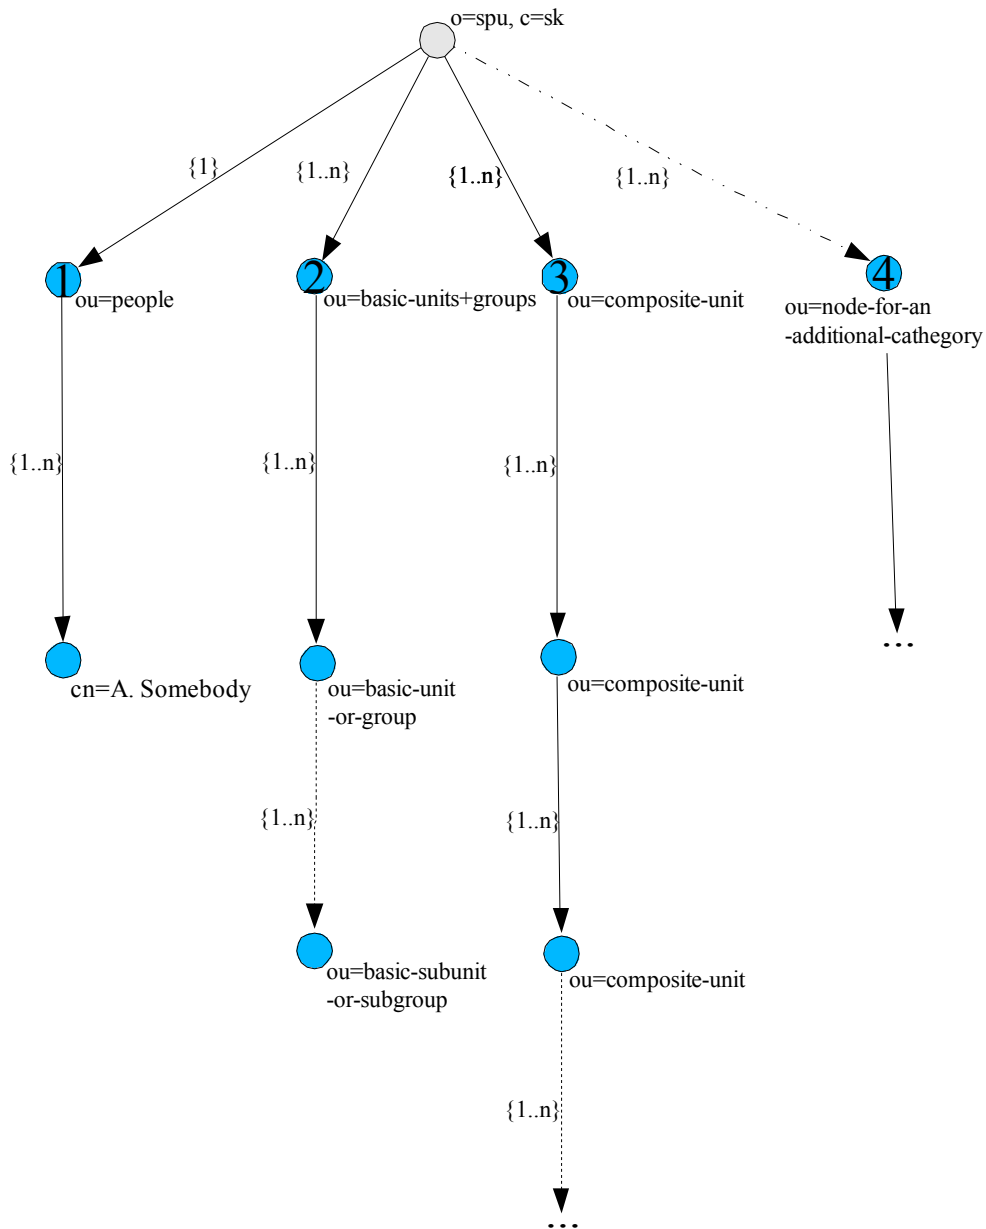 o=spu, c=sk
{1}
{1..n}
{1..n}
{1..n}
1
2
3
4
ou=people
ou=basic-units+groups
ou=composite-unit
ou=node-for-an
-additional-cathegory
{1..n}
{1..n}
{1..n}
...
cn=A. Somebody
ou=basic-unit
-or-group
ou=composite-unit
{1..n}
{1..n}
ou=basic-subunit
-or-subgroup
ou=composite-unit
{1..n}
...